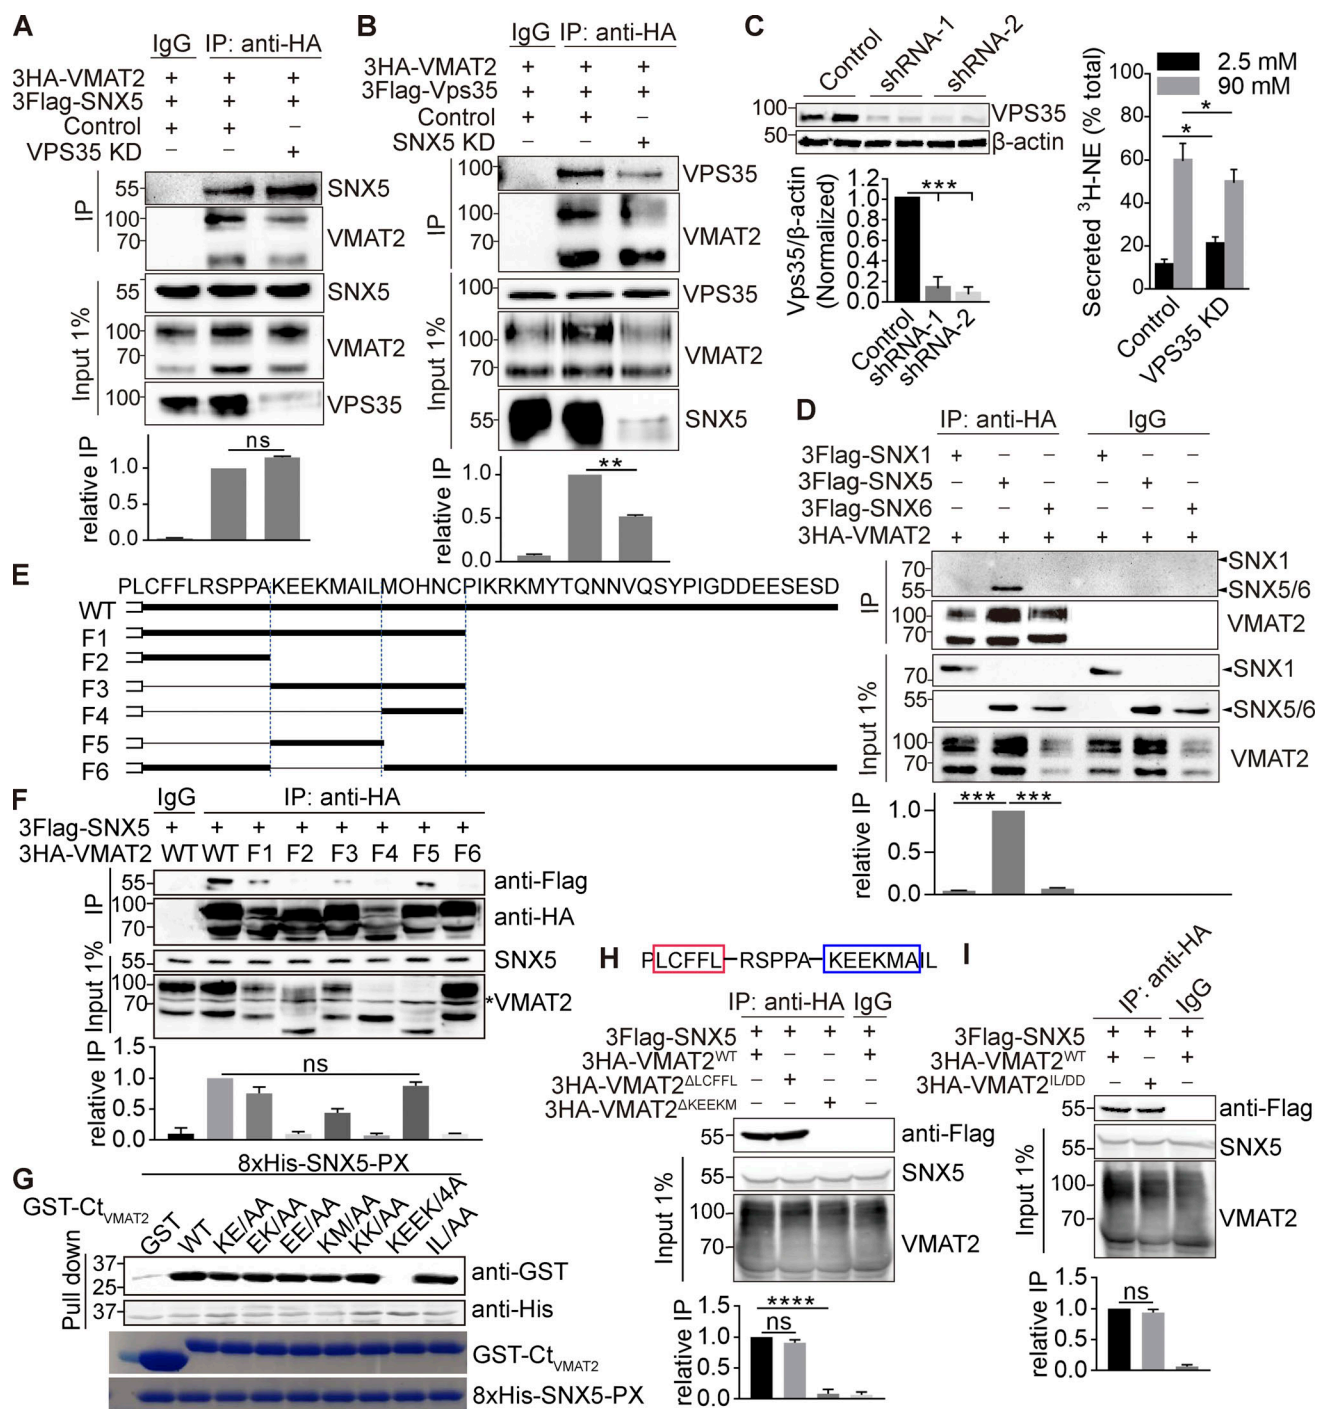 A
IgG IP: anti-HA
3HA-VMAT2 + + +
3Flag-SNX5 + + +
Control + + –
VPS35 KD – – +
IP
55 SNX5
100
70
VMAT2
Input 1%
55 SNX5
100
70
VMAT2
100 VPS35
relative IP
ns
1.0
0.5
0.0
B
IgG IP: anti-HA
3HA-VMAT2 + + +
3Flag-Vps35 + + +
Control + + –
SNX5 KD – – +
IP
100 VPS35
100
70
VMAT2
Input 1%
100 VPS35
100
70
VMAT2
55 SNX5
relative IP
**
1.0
0.5
0.0
C
Control shRNA-1 shRNA-2
100 VPS35
50 β-actin
Vps35/β-actin
(Normalized)
***
1.2
1.0
0.8
0.6
0.4
0.2
0.0
Control
shRNA-1
shRNA-2
2.5 mM
90 mM
Secreted ³H-NE (% total)
*
*
100
80
60
40
20
0
Control
VPS35 KD
D
IP: anti-HA IgG
3Flag-SNX1 + – – + – –
3Flag-SNX5 – + – – + –
3Flag-SNX6 – – + – – +
3HA-VMAT2 + + + + + +
IP
70 SNX1
55 SNX5/6
100
70
VMAT2
Input 1%
70 SNX1
55 SNX5/6
100
70
VMAT2
relative IP
*** ***
1.0
0.5
0.0
E
PLCFFLRSPPAKEEKMAILMOHNCPIKRKMYTQNNVQSYPIGDDEESESD
WT
F1
F2
F3
F4
F5
F6
F
IgG IP: anti-HA
3Flag-SNX5 + + + + + + + +
3HA-VMAT2 WT WT F1 F2 F3 F4 F5 F6
IP
55 anti-Flag
100
70
anti-HA
Input 1%
55 SNX5
100
70
*VMAT2
relative IP
ns
1.5
1.0
0.5
0.0
G
8xHis-SNX5-PX
GST-Ct VMAT2
GST WT KE/AA EK/AA EE/AA KM/AA KK/AA KEEK/4A IL/AA
Pull down
37
25
anti-GST
37 anti-His
GST-Ct VMAT2
8xHis-SNX5-PX
H
PLCFFL–RSPPA–KEEKMAIL
IP: anti-HA IgG
3Flag-SNX5 + + + +
3HA-VMAT2 WT + – – +
3HA-VMAT2 ΔLCFFL – + – –
3HA-VMAT2 ΔKEEKM – – + –
55 anti-Flag
Input 1%
55 SNX5
100
70
VMAT2
relative IP
****
ns
1.5
1.0
0.5
0.0
I
IP: anti-HA
IgG
3Flag-SNX5 + + +
3HA-VMAT2 WT + – +
3HA-VMAT2 IL/DD – + –
55 anti-Flag
Input 1%
55 SNX5
100
70
VMAT2
relative IP
ns
1.5
1.0
0.5
0.0